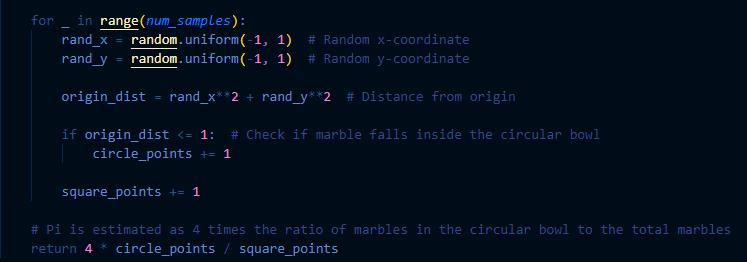 for _ in range(num_samples):
    rand_x = random.uniform(-1, 1)  # Random x-coordinate
    rand_y = random.uniform(-1, 1)  # Random y-coordinate
    origin_dist = rand_x**2 + rand_y**2  # Distance from origin
    if origin_dist <= 1:  # Check if marble falls inside the circular bowl
        circle_points += 1
    square_points += 1
# Pi is estimated as 4 times the ratio of marbles in the circular bowl to the total marbles
return 4 * circle_points / square_points